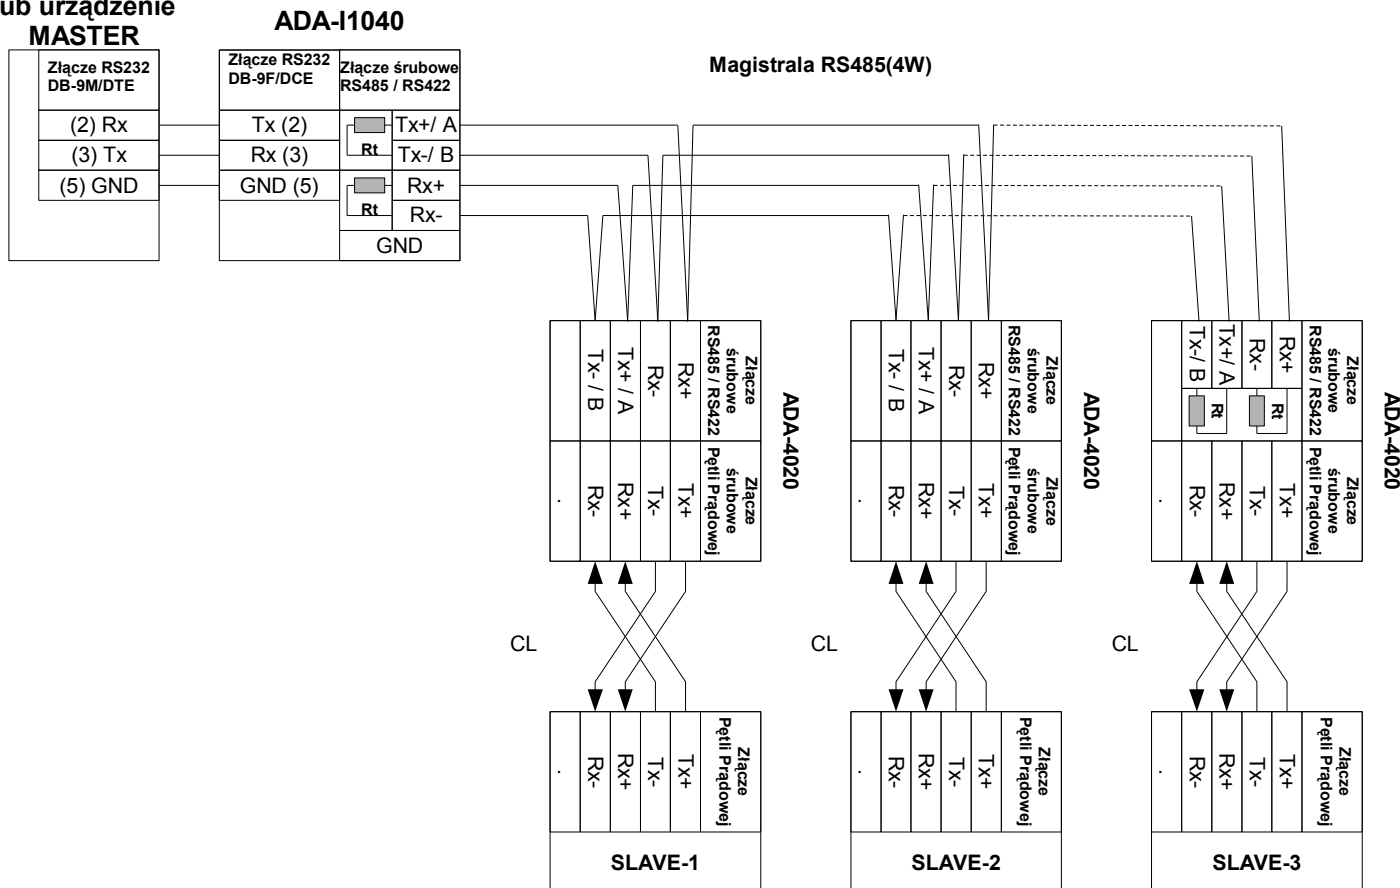 ub urządzenie
MASTER
ADA-I1040
Magistrala RS485(4W)
Złącze RS232
DB-9M/DTE
(2) Rx
(3) Tx
(5) GND
Złącze RS232
DB-9F/DCE
Tx (2)
Rx (3)
GND (5)
Złącze śrubowe
RS485 / RS422
Tx+/ A
Rt
Tx-/ B
Rx+
Rt
Rx-
GND
Tx- / B
Tx+ / A
Rx-
Rx+
Złącze
śrubowe
RS485 / RS422
Rx-
Rx+
Tx-
Tx+
Złącze
śrubowe
Pętli Prądowej
.
ADA-4020
Tx- / B
Tx+ / A
Rx-
Rx+
Złącze
śrubowe
RS485 / RS422
Rx-
Rx+
Tx-
Tx+
Złącze
śrubowe
Pętli Prądowej
.
ADA-4020
Tx-/ B
Tx+/ A
Rx-
Rx+
Rt
Rt
Złącze
śrubowe
RS485 / RS422
Rx-
Rx+
Tx-
Tx+
Złącze
śrubowe
Pętli Prądowej
.
ADA-4020
CL
CL
CL
.
Rx-
Rx+
Tx-
Tx+
Złącze
Pętli Prądowej
SLAVE-1
.
Rx-
Rx+
Tx-
Tx+
Złącze
Pętli Prądowej
SLAVE-2
.
Rx-
Rx+
Tx-
Tx+
Złącze
Pętli Prądowej
SLAVE-3